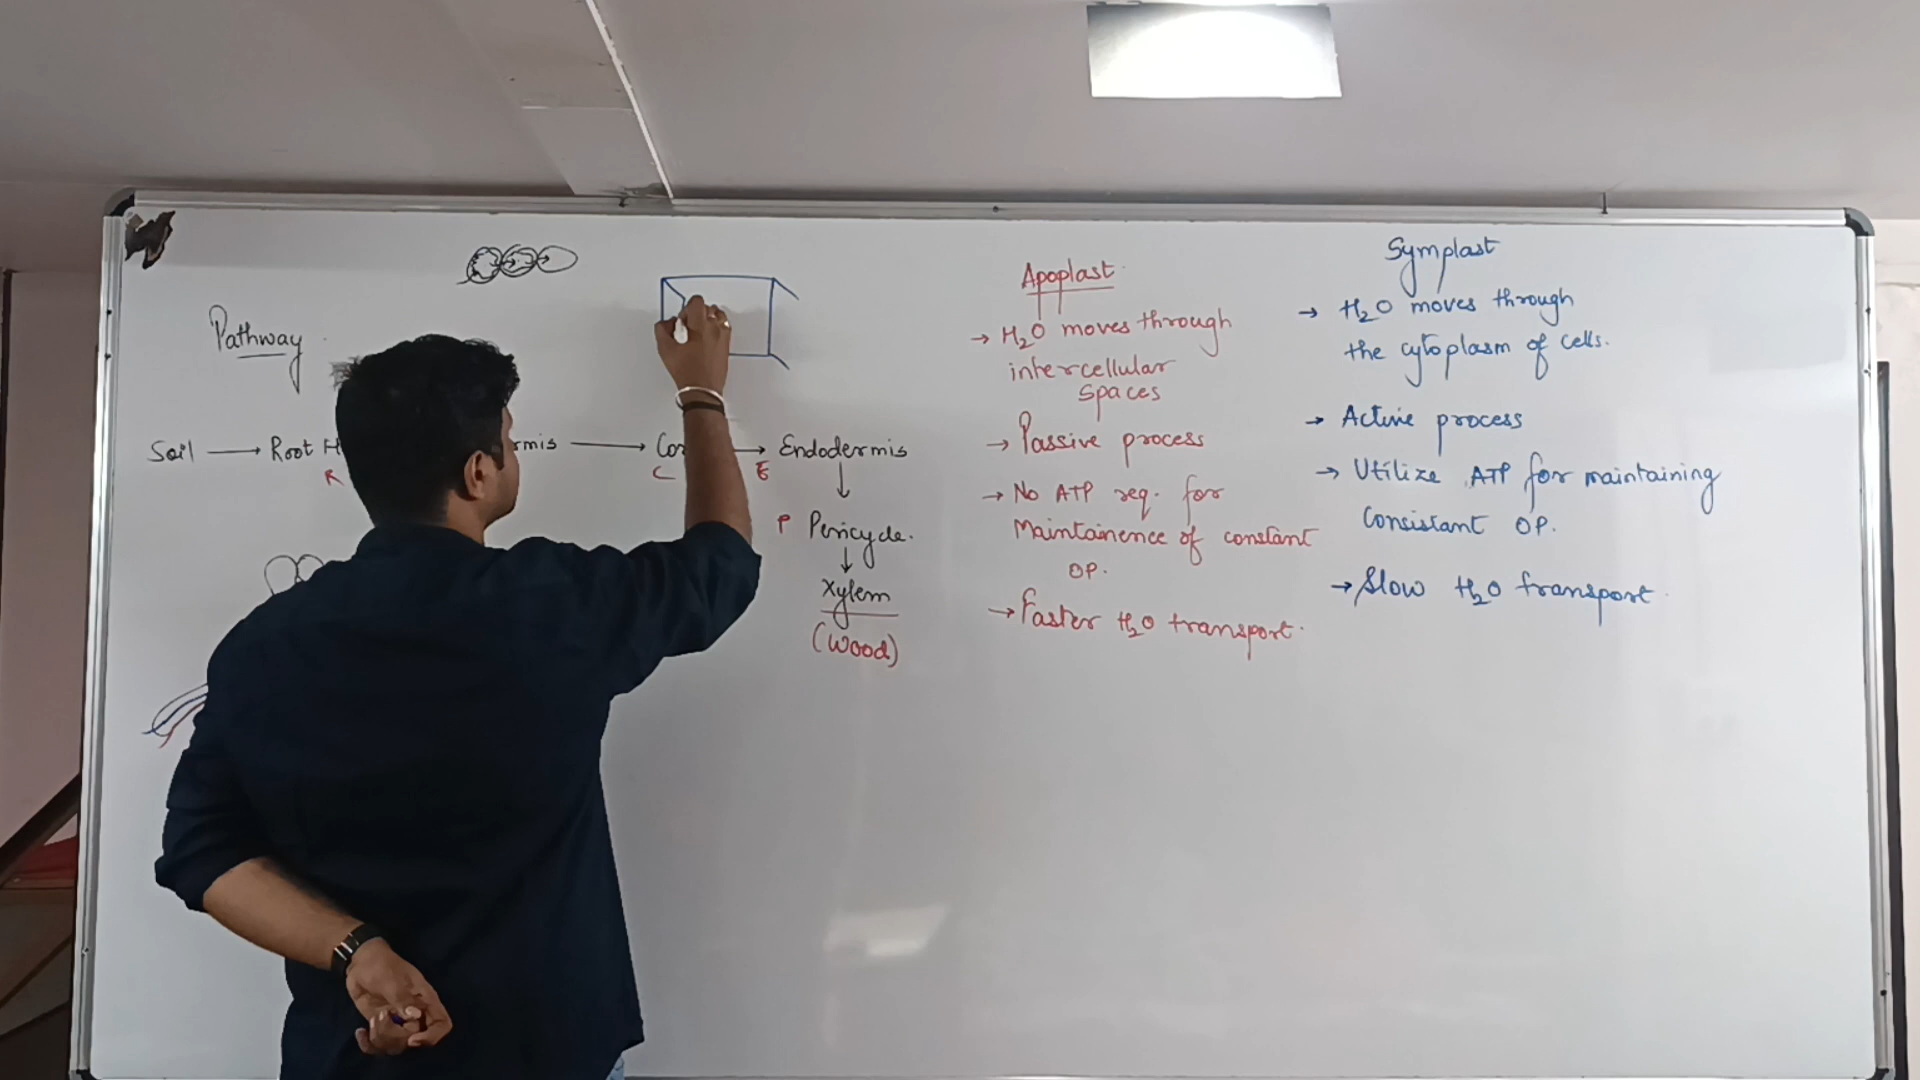 Pathway
Soil → Root
→ Endodermis
R C E
↓
P Pericycle.
↓
Xylem
(Wood)
Apoplast
→ H₂O moves through
intercellular
spaces
→ Passive process
→ No ATP req. for
Maintainence of constant
OP.
→ Faster H₂O transport.
Symplast
→ H₂O moves through
the cytoplasm of cells.
→ Active process
→ Utilize ATP for maintaining
Consistant OP.
→ Slow H₂O transport.